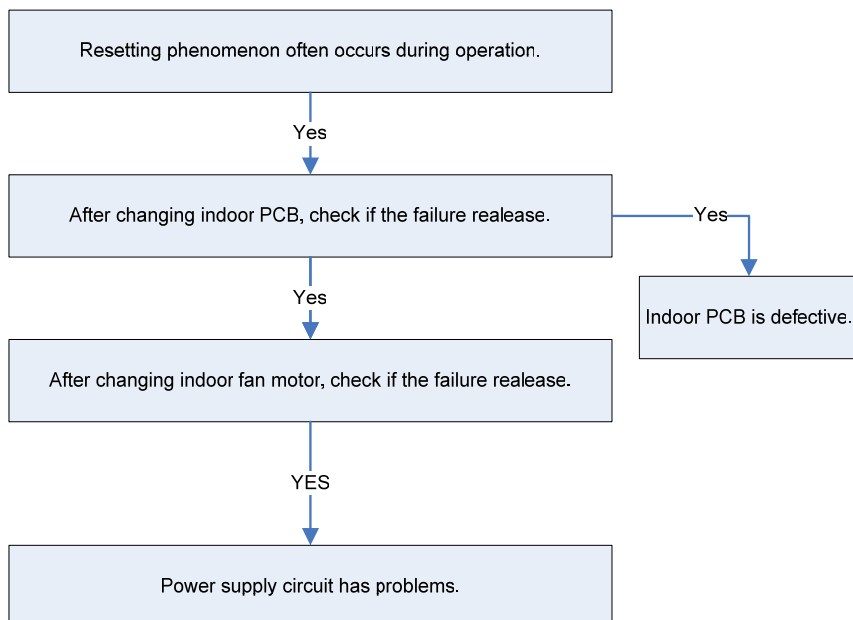 Resetting phenomenon often occurs during operation.
Yes
After changing indoor PCB, check if the failure realease.
Yes
Yes
Indoor PCB is defective.
After changing indoor fan motor, check if the failure realease.
YES
Power supply circuit has problems.